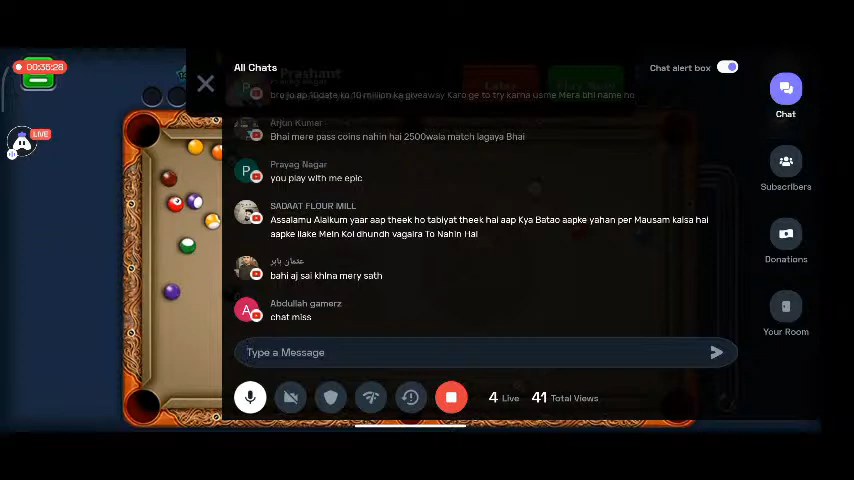 00:35:28
All Chats
Prashant
Chat alert box
bro jo ap 10date ko 10 million ka giveaway Karo ge to try karna usme Mera bhi name ho
Chat
Arjun Kumar
Bhai mere pass coins nahin hai 2500wala match lagaya Bhai
LIVE
P
Prayag Nagar
you play with me epic
Subscribers
SADAAT FLOUR MILL
Assalamu Alaikum yaar aap theek ho tabiyat theek hai aap Kya Batao aapke yahan per Mausam kaisa hai
aapke ilake Mein Koi dhundh vagaira To Nahin Hai
Donations
عثمان بابر
bahi aj sai khlna mery sath
A
Abdullah gamerz
chat miss
Your Room
Type a Message
4 Live 41 Total Views